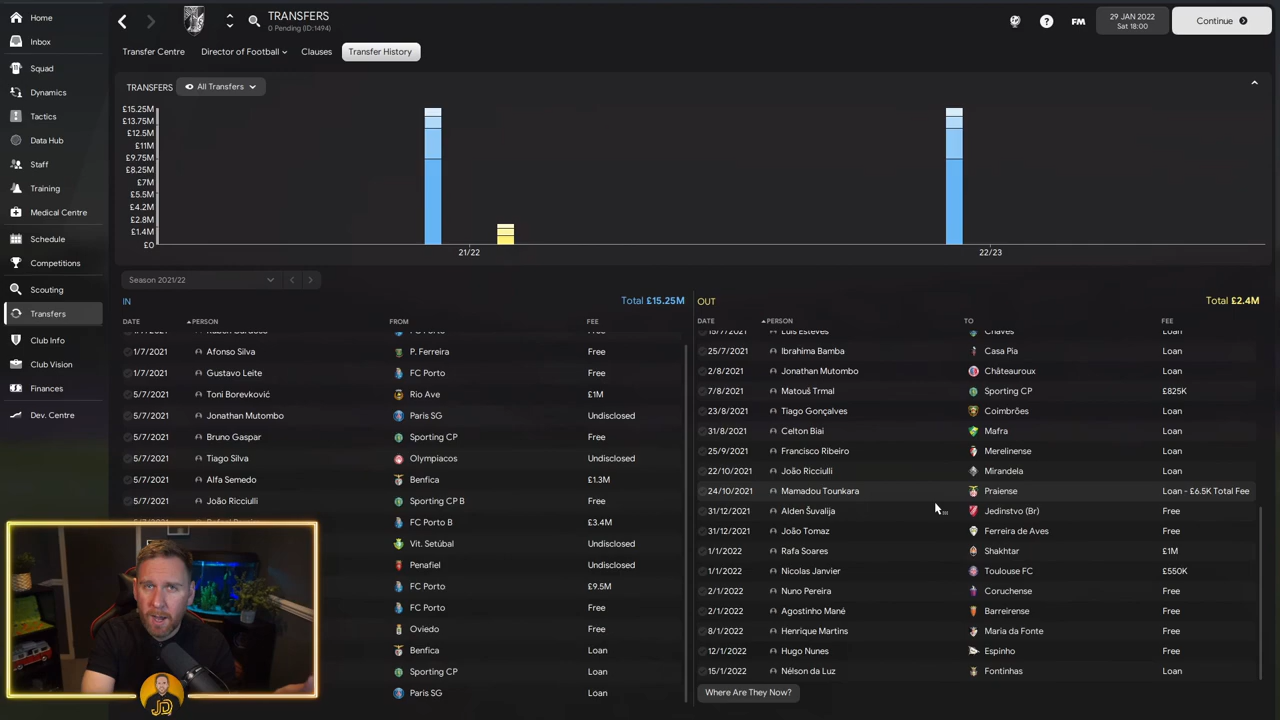 Home
Inbox
Squad
Dynamics
Tactics
Data Hub
Staff
Training
Medical Centre
Schedule
Competitions
Scouting
Transfers
Club Info
Club Vision
Finances
Dev. Centre
TRANSFERS
0 Pending (ID:1494)
FM
29 JAN 2022
Sat 18:00
Continue
Transfer Centre
Director of Football
Clauses
Transfer History
TRANSFERS
All Transfers
£15.25M
£13.75M
£12.5M
£11M
£9.75M
£8.25M
£7M
£5.5M
£4.2M
£2.8M
£1.4M
£0
21/22
22/23
Season 2021/22
IN Total £15.25M
DATE PERSON FROM FEE
1/7/2021 Afonso Silva P. Ferreira Free
1/7/2021 Gustavo Leite FC Porto Free
5/7/2021 Toni Borevković Rio Ave £1M
5/7/2021 Jonathan Mutombo Paris SG Undisclosed
5/7/2021 Bruno Gaspar Sporting CP Free
5/7/2021 Tiago Silva Olympiacos Undisclosed
5/7/2021 Alfa Semedo Benfica £1.3M
5/7/2021 João Ricciulli Sporting CP B Free
FC Porto B £3.4M
Vit. Setúbal Undisclosed
Penafiel Undisclosed
FC Porto £9.5M
FC Porto Free
Oviedo Free
Benfica Loan
Sporting CP Loan
Paris SG Loan
OUT Total £2.4M
DATE PERSON TO FEE
15/7/2021 Luís Esteves Chaves Loan
25/7/2021 Ibrahima Bamba Casa Pia Loan
2/8/2021 Jonathan Mutombo Châteauroux Loan
7/8/2021 Matouš Trmal Sporting CP £825K
23/8/2021 Tiago Gonçalves Coimbrões Loan
31/8/2021 Celton Biai Mafra Loan
25/9/2021 Francisco Ribeiro Merelinense Loan
22/10/2021 João Ricciulli Mirandela Loan
24/10/2021 Mamadou Tounkara Praiense Loan - £6.5K Total Fee
31/12/2021 Alden Šuvalija Jedinstvo (Br) Free
31/12/2021 João Tomaz Ferreira de Aves Free
1/1/2022 Rafa Soares Shakhtar £1M
1/1/2022 Nicolas Janvier Toulouse FC £550K
2/1/2022 Nuno Pereira Coruchense Free
2/1/2022 Agostinho Mané Barreirense Free
8/1/2022 Henrique Martins Maria da Fonte Free
12/1/2022 Hugo Nunes Espinho Free
15/1/2022 Nélson da Luz Fontinhas Loan
Where Are They Now?
JD